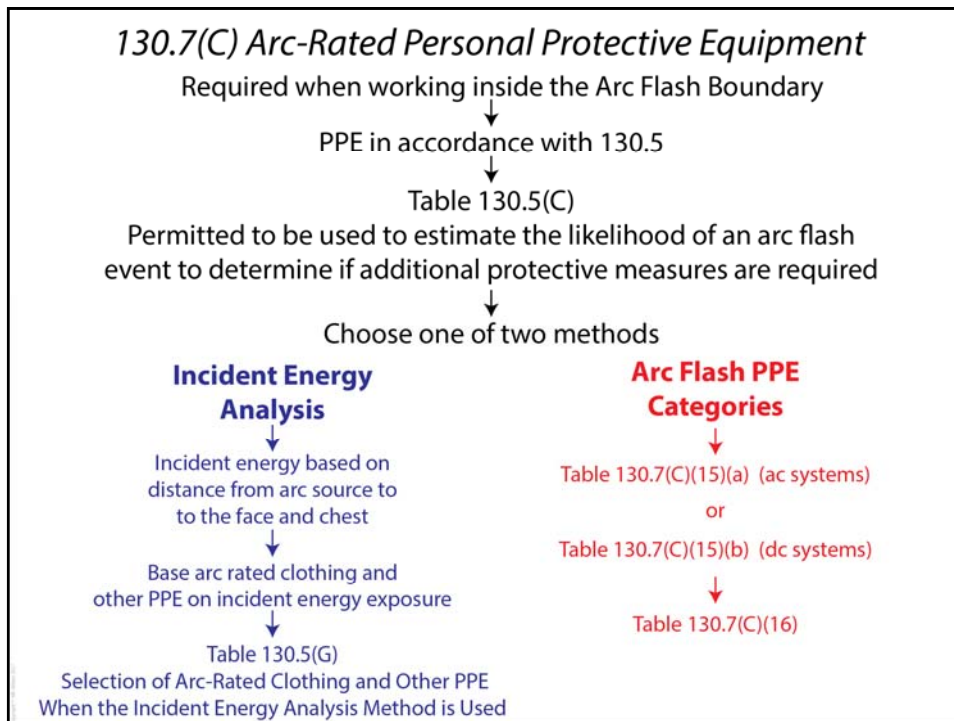 130.7(C) Arc-Rated Personal Protective Equipment
Required when working inside the Arc Flash Boundary
PPE in accordance with 130.5
Table 130.5(C)
Permitted to be used to estimate the likelihood of an arc flash
event to determine if additional protective measures are required
Choose one of two methods
Incident Energy
Analysis
Incident energy based on
distance from arc source to
to the face and chest
Base arc rated clothing and
other PPE on incident energy exposure
Table 130.5(G)
Selection of Arc-Rated Clothing and Other PPE
When the Incident Energy Analysis Method is Used
Arc Flash PPE
Categories
Table 130.7(C)(15)(a) (ac systems)
or
Table 130.7(C)(15)(b) (dc systems)
Table 130.7(C)(16)